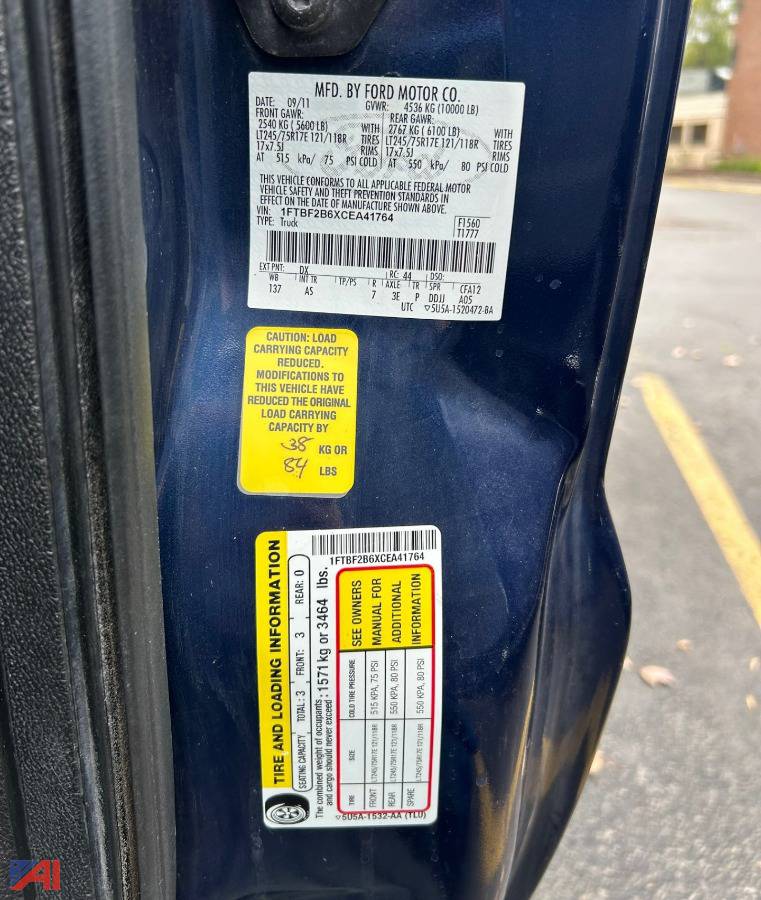 MFD. BY FORD MOTOR CO.
DATE: 09/11 GVWR: 4536 KG (10000 LB)
FRONT GAWR: REAR GAWR:
2540 KG (5600 LB) WITH 2767 KG (6100 LB) WITH
LT245/75R17E 121/118R TIRES LT245/75R17E 121/118R TIRES
17x7.5J RIMS 17x7.5J RIMS
AT 515 kPa/ 75 PSI COLD AT 550 kPa/ 80 PSI COLD
THIS VEHICLE CONFORMS TO ALL APPLICABLE FEDERAL MOTOR
VEHICLE SAFETY AND THEFT PREVENTION STANDARDS IN
EFFECT ON THE DATE OF MANUFACTURE SHOWN ABOVE.
VIN: 1FTBF2B6XCEA41764 F1560
TYPE: Truck T1777
EXT PNT: DX RC: 44 DSO:
WB INT TR TP/PS R AXLE TR SPR CFA12
137 AS 7 3E P DDJJ A05
UTC 5U5A-1520472-BA
CAUTION: LOAD
CARRYING CAPACITY
REDUCED.
MODIFICATIONS TO
THIS VEHICLE HAVE
REDUCED THE ORIGINAL
LOAD CARRYING
CAPACITY BY
38 KG OR
84 LBS
TIRE AND LOADING INFORMATION
SEATING CAPACITY TOTAL: 3 FRONT: 3 REAR: 0
The combined weight of occupants
and cargo should never exceed: 1571 kg or 3464 lbs.
1FTBF2B6XCEA41764
TIRE SIZE COLD TIRE PRESSURE SEE OWNERS
FRONT LT245/75R17E 121/118R 515 KPA, 75 PSI MANUAL FOR
REAR LT245/75R17E 121/118R 550 KPA, 80 PSI ADDITIONAL
SPARE LT245/75R17E 121/118R 550 KPA, 80 PSI INFORMATION
5U5A-1532-AA (TLU)
AI